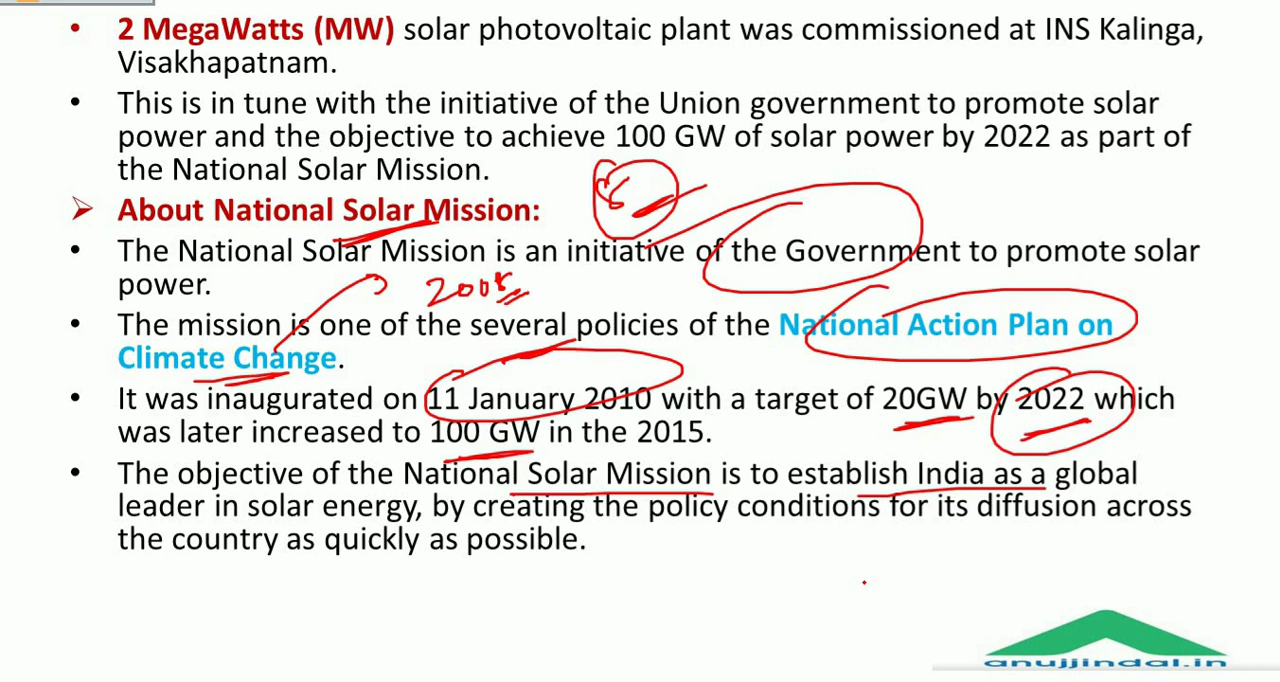 • 2 MegaWatts (MW) solar photovoltaic plant was commissioned at INS Kalinga,
Visakhapatnam.
• This is in tune with the initiative of the Union government to promote solar
power and the objective to achieve 100 GW of solar power by 2022 as part of
the National Solar Mission.
➢ About National Solar Mission:
• The National Solar Mission is an initiative of the Government to promote solar
power.
2008
• The mission is one of the several policies of the National Action Plan on
Climate Change.
• It was inaugurated on 11 January 2010 with a target of 20GW by 2022 which
was later increased to 100 GW in the 2015.
• The objective of the National Solar Mission is to establish India as a global
leader in solar energy, by creating the policy conditions for its diffusion across
the country as quickly as possible.
anujjindal.in